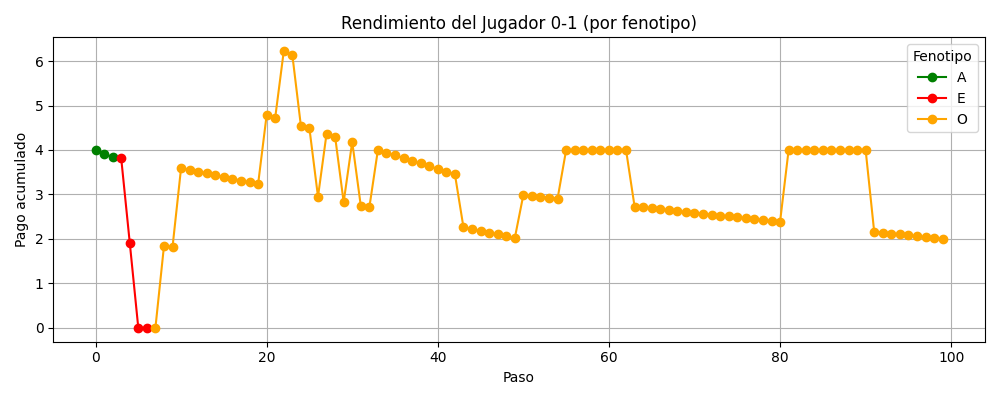 Rendimiento del Jugador 0-1 (por fenotipo)
Pago acumulado
6
5
4
3
2
1
0
0
20
40
60
80
100
Paso
Fenotipo
A
E
O